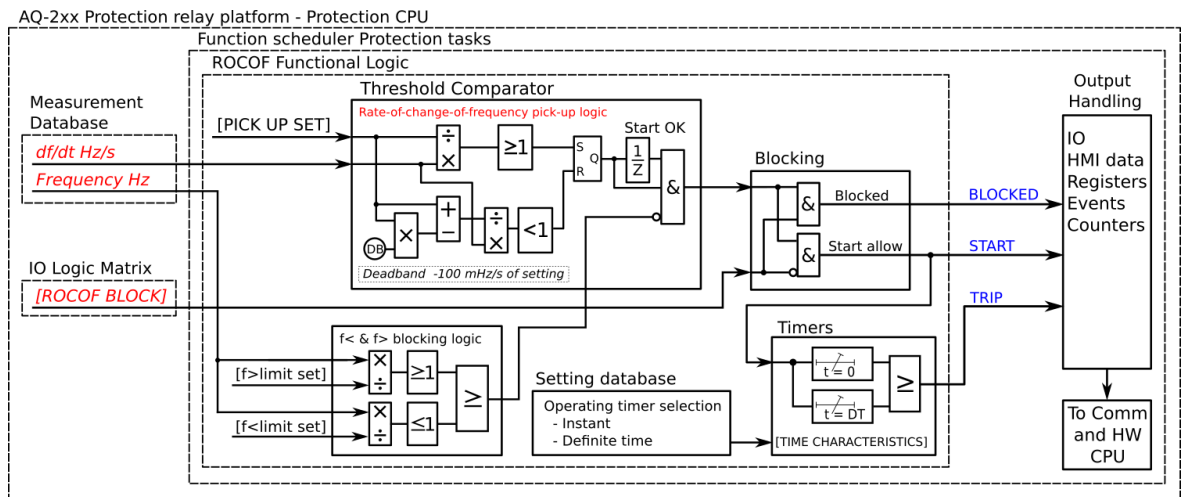 AQ-2xx Protection relay platform - Protection CPU
Function scheduler Protection tasks
ROCOF Functional Logic
Measurement
Database
df/dt Hz/s
Frequency Hz
IO Logic Matrix
[ROCOF BLOCK]
[PICK UP SET]
Threshold Comparator
Rate-of-change-of-frequency pick-up logic
÷
×
≥1
S
R
Q
Start OK
1
Z
&
DB
×
+
−
÷
×
<1
Deadband -100 mHz/s of setting
Blocking
&
Blocked
&
Start allow
BLOCKED
START
TRIP
Output
Handling
IO
HMI data
Registers
Events
Counters
To Comm
and HW
CPU
f< & f> blocking logic
[f>limit set]
[f<limit set]
×
÷
≥1
×
÷
≤1
≥
Setting database
Operating timer selection
- Instant
- Definite time
Timers
t = 0
t = DT
≥
[TIME CHARACTERISTICS]